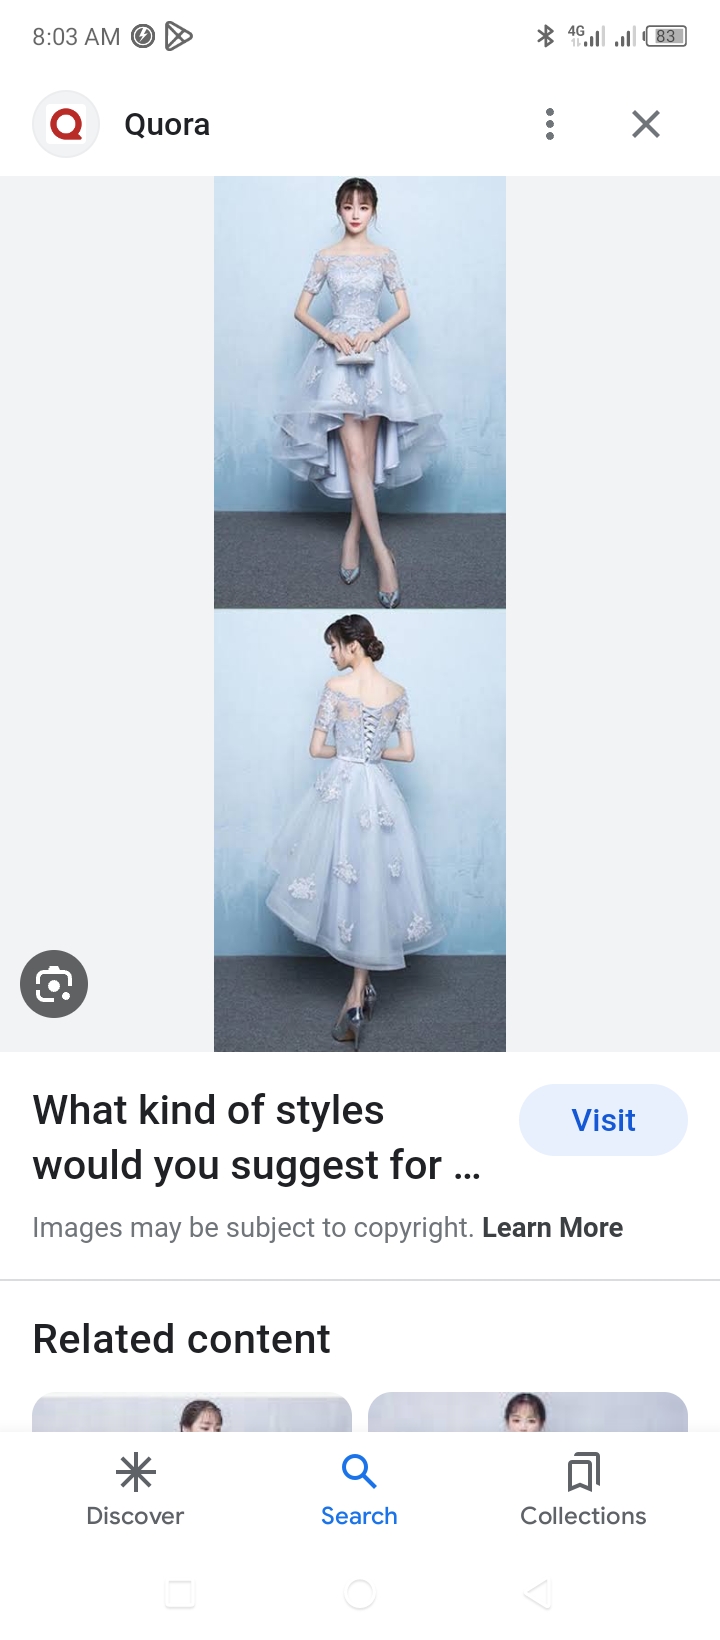 8:03 AM
4G
83
Quora
What kind of styles
would you suggest for ...
Visit
Images may be subject to copyright. Learn More
Related content
Discover
Search
Collections